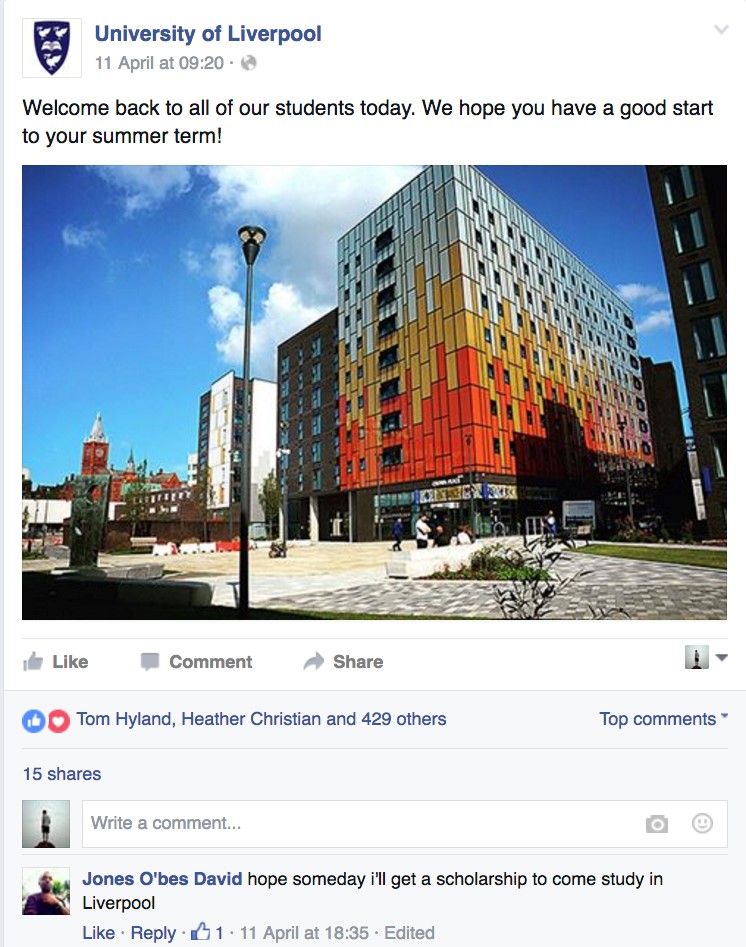 University of Liverpool
11 April at 09:20 ·
Welcome back to all of our students today. We hope you have a good start
to your summer term!
CROWN PLACE
Like Comment Share
Tom Hyland, Heather Christian and 429 others Top comments
15 shares
Write a comment...
Jones O'bes David hope someday i'll get a scholarship to come study in
Liverpool
Like · Reply · 1 · 11 April at 18:35 · Edited